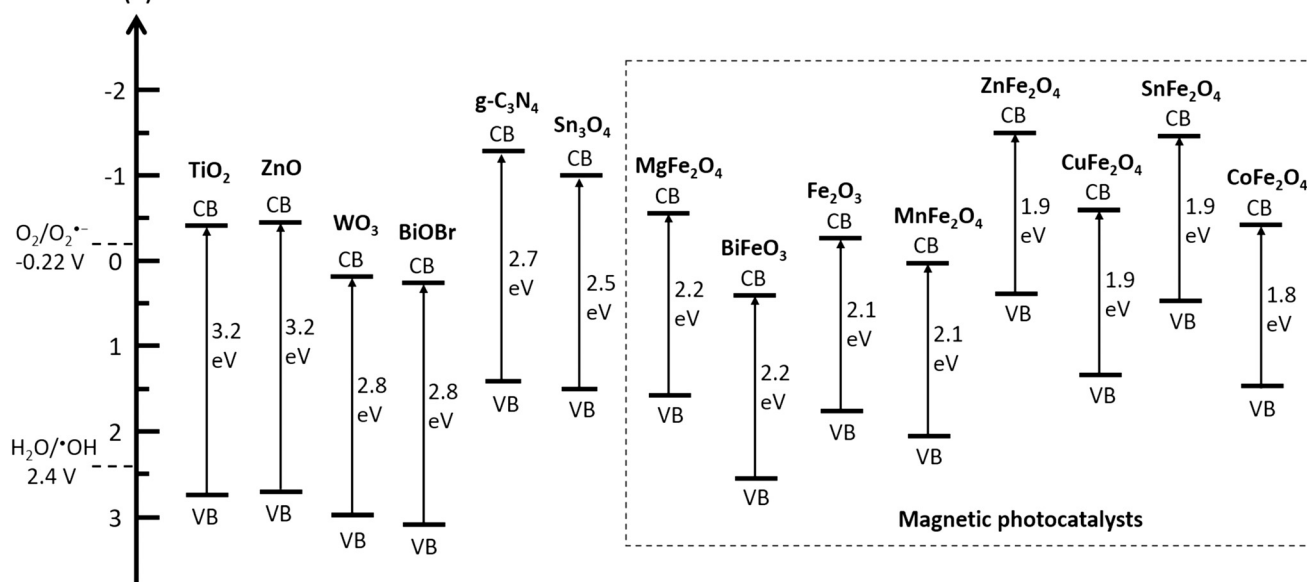 -2
-1
0
1
2
3
O₂/O₂•−
-0.22 V
H₂O/•OH
2.4 V
TiO₂
CB
3.2
eV
VB
ZnO
CB
3.2
eV
VB
WO₃
CB
2.8
eV
VB
BiOBr
CB
2.8
eV
VB
g-C₃N₄
CB
2.7
eV
VB
Sn₃O₄
CB
2.5
eV
VB
MgFe₂O₄
CB
2.2
eV
VB
BiFeO₃
CB
2.2
eV
VB
Fe₂O₃
CB
2.1
eV
VB
MnFe₂O₄
CB
2.1
eV
VB
ZnFe₂O₄
CB
1.9
eV
VB
CuFe₂O₄
CB
1.9
eV
VB
SnFe₂O₄
CB
1.9
eV
VB
CoFe₂O₄
CB
1.8
eV
VB
Magnetic photocatalysts